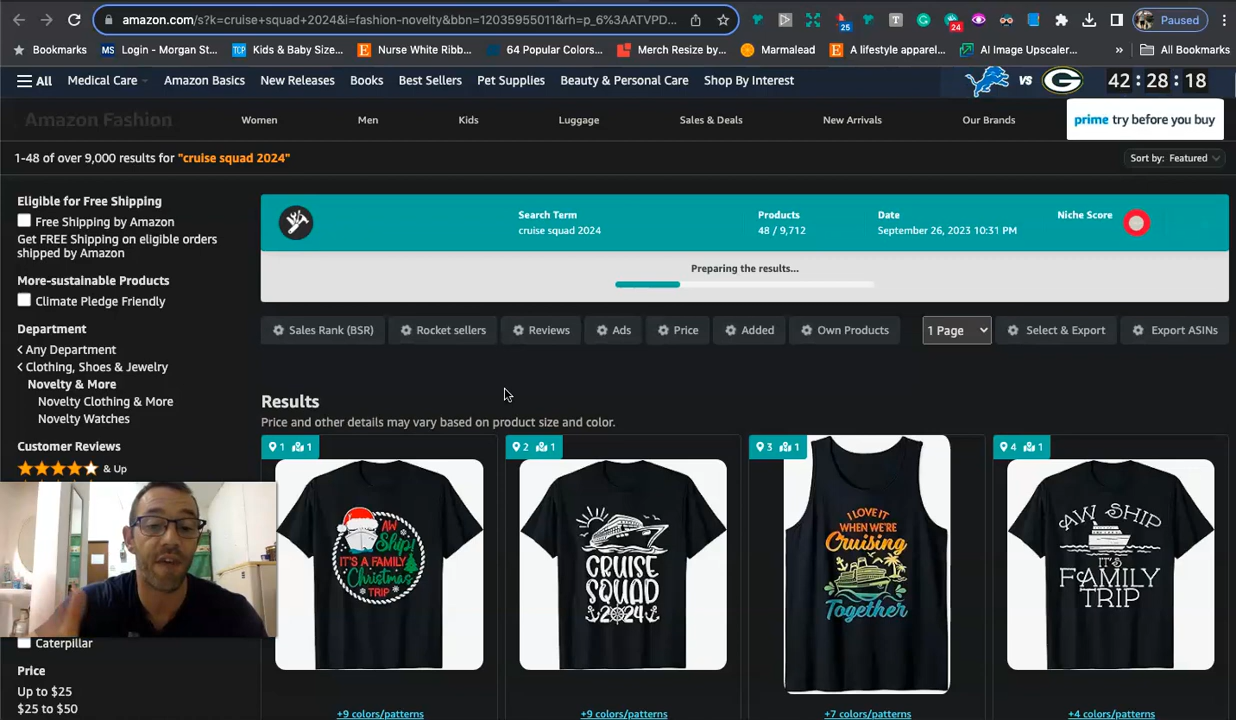 amazon.com/s?k=cruise+squad+2024&i=fashion-novelty&bbn=12035955011&rh=p_6%3AATVPD...
25
T
24
Paused
Bookmarks
MS Login - Morgan St...
TCP Kids & Baby Size...
E Nurse White Ribb...
64 Popular Colors...
Merch Resize by...
Marmalead
E A lifestyle apparel...
AI Image Upscaler...
»
All Bookmarks
All
Medical Care
Amazon Basics
New Releases
Books
Best Sellers
Pet Supplies
Beauty & Personal Care
Shop By Interest
VS
G
42 : 28 : 18
Amazon Fashion
Women
Men
Kids
Luggage
Sales & Deals
New Arrivals
Our Brands
prime try before you buy
1-48 of over 9,000 results for "cruise squad 2024"
Sort by: Featured
Eligible for Free Shipping
Free Shipping by Amazon
Get FREE Shipping on eligible orders
shipped by Amazon
More-sustainable Products
Climate Pledge Friendly
Department
Any Department
Clothing, Shoes & Jewelry
Novelty & More
Novelty Clothing & More
Novelty Watches
Customer Reviews
& Up
Caterpillar
Price
Up to $25
$25 to $50
Search Term
cruise squad 2024
Products
48 / 9,712
Date
September 26, 2023 10:31 PM
Niche Score
Preparing the results...
Sales Rank (BSR)
Rocket sellers
Reviews
Ads
Price
Added
Own Products
1 Page
Select & Export
Export ASINs
Results
Price and other details may vary based on product size and color.
1 1
2 1
3 1
4 1
AW
Ship!
IT'S A FAMILY
Christmas
TRIP
CRUISE
SQUAD
2024
I LOVE IT
WHEN WE'RE
Cruising
Together
AW SHIP
IT'S
FAMILY
TRIP
+9 colors/patterns
+9 colors/patterns
+7 colors/patterns
+4 colors/patterns